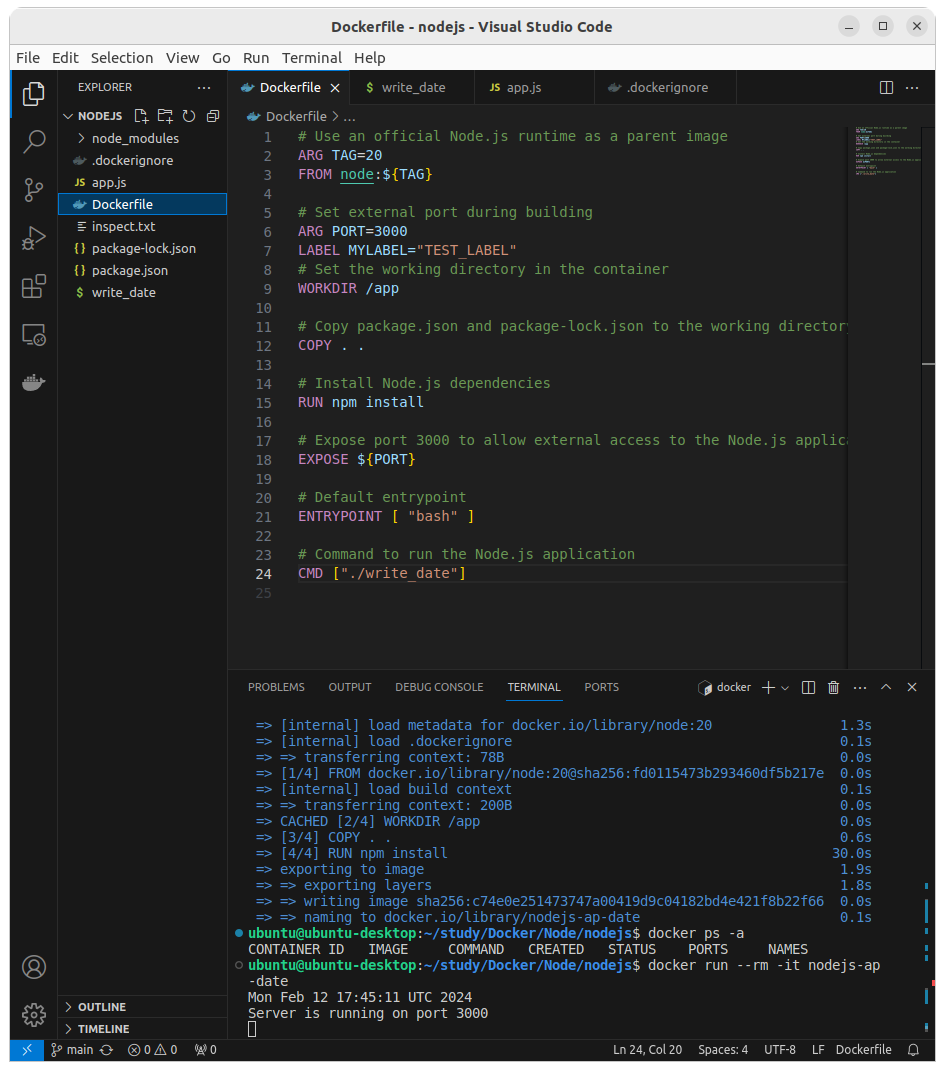 Dockerfile - nodejs - Visual Studio Code
File Edit Selection View Go Run Terminal Help
EXPLORER
NODEJS
node_modules
.dockerignore
JS app.js
Dockerfile
inspect.txt
{} package-lock.json
{} package.json
$ write_date
OUTLINE
TIMELINE
Dockerfile
$ write_date
JS app.js
.dockerignore
Dockerfile > ...
1 # Use an official Node.js runtime as a parent image
2 ARG TAG=20
3 FROM node:${TAG}
4
5 # Set external port during building
6 ARG PORT=3000
7 LABEL MYLABEL="TEST_LABEL"
8 # Set the working directory in the container
9 WORKDIR /app
10
11 # Copy package.json and package-lock.json to the working directory
12 COPY . .
13
14 # Install Node.js dependencies
15 RUN npm install
16
17 # Expose port 3000 to allow external access to the Node.js applic
18 EXPOSE ${PORT}
19
20 # Default entrypoint
21 ENTRYPOINT [ "bash" ]
22
23 # Command to run the Node.js application
24 CMD ["./write_date"]
25
PROBLEMS OUTPUT DEBUG CONSOLE TERMINAL PORTS docker
=> [internal] load metadata for docker.io/library/node:20 1.3s
=> [internal] load .dockerignore 0.1s
=> => transferring context: 78B 0.0s
=> [1/4] FROM docker.io/library/node:20@sha256:fd0115473b293460df5b217e 0.0s
=> [internal] load build context 0.1s
=> => transferring context: 200B 0.0s
=> CACHED [2/4] WORKDIR /app 0.0s
=> [3/4] COPY . . 0.6s
=> [4/4] RUN npm install 30.0s
=> exporting to image 1.9s
=> => exporting layers 1.8s
=> => writing image sha256:c74e0e251473747a00419d9c04182bd4e421f8b22f66 0.0s
=> => naming to docker.io/library/nodejs-ap-date 0.1s
ubuntu@ubuntu-desktop:~/study/Docker/Node/nodejs$ docker ps -a
CONTAINER ID IMAGE COMMAND CREATED STATUS PORTS NAMES
ubuntu@ubuntu-desktop:~/study/Docker/Node/nodejs$ docker run --rm -it nodejs-ap
-date
Mon Feb 12 17:45:11 UTC 2024
Server is running on port 3000
main 0 0 0 Ln 24, Col 20 Spaces: 4 UTF-8 LF Dockerfile